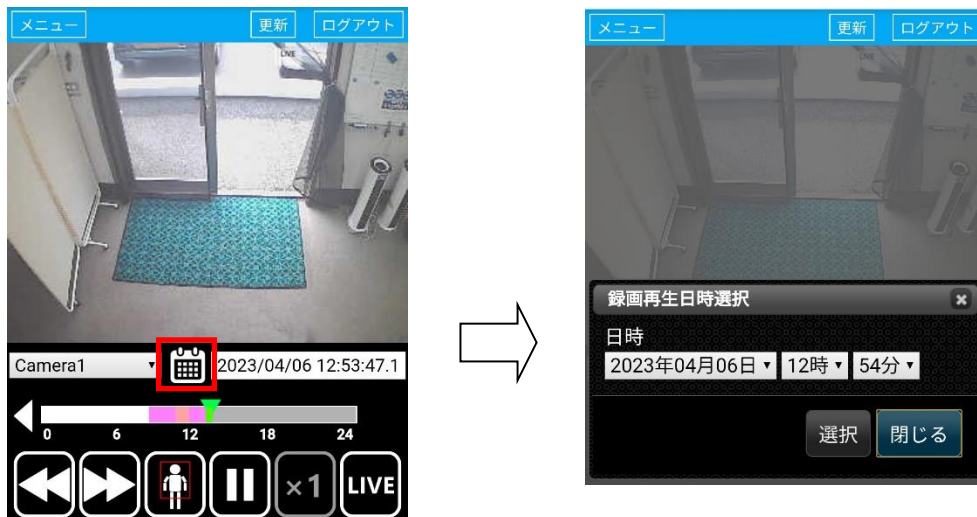 メニュー 更新 ログアウト
LIVE
Camera1 2023/04/06 12:53:47.1
0 6 12 18 24
×1 LIVE
メニュー 更新 ログアウト
LIVE
録画再生日時選択
日時
2023年04月06日 12時 54分
選択 閉じる